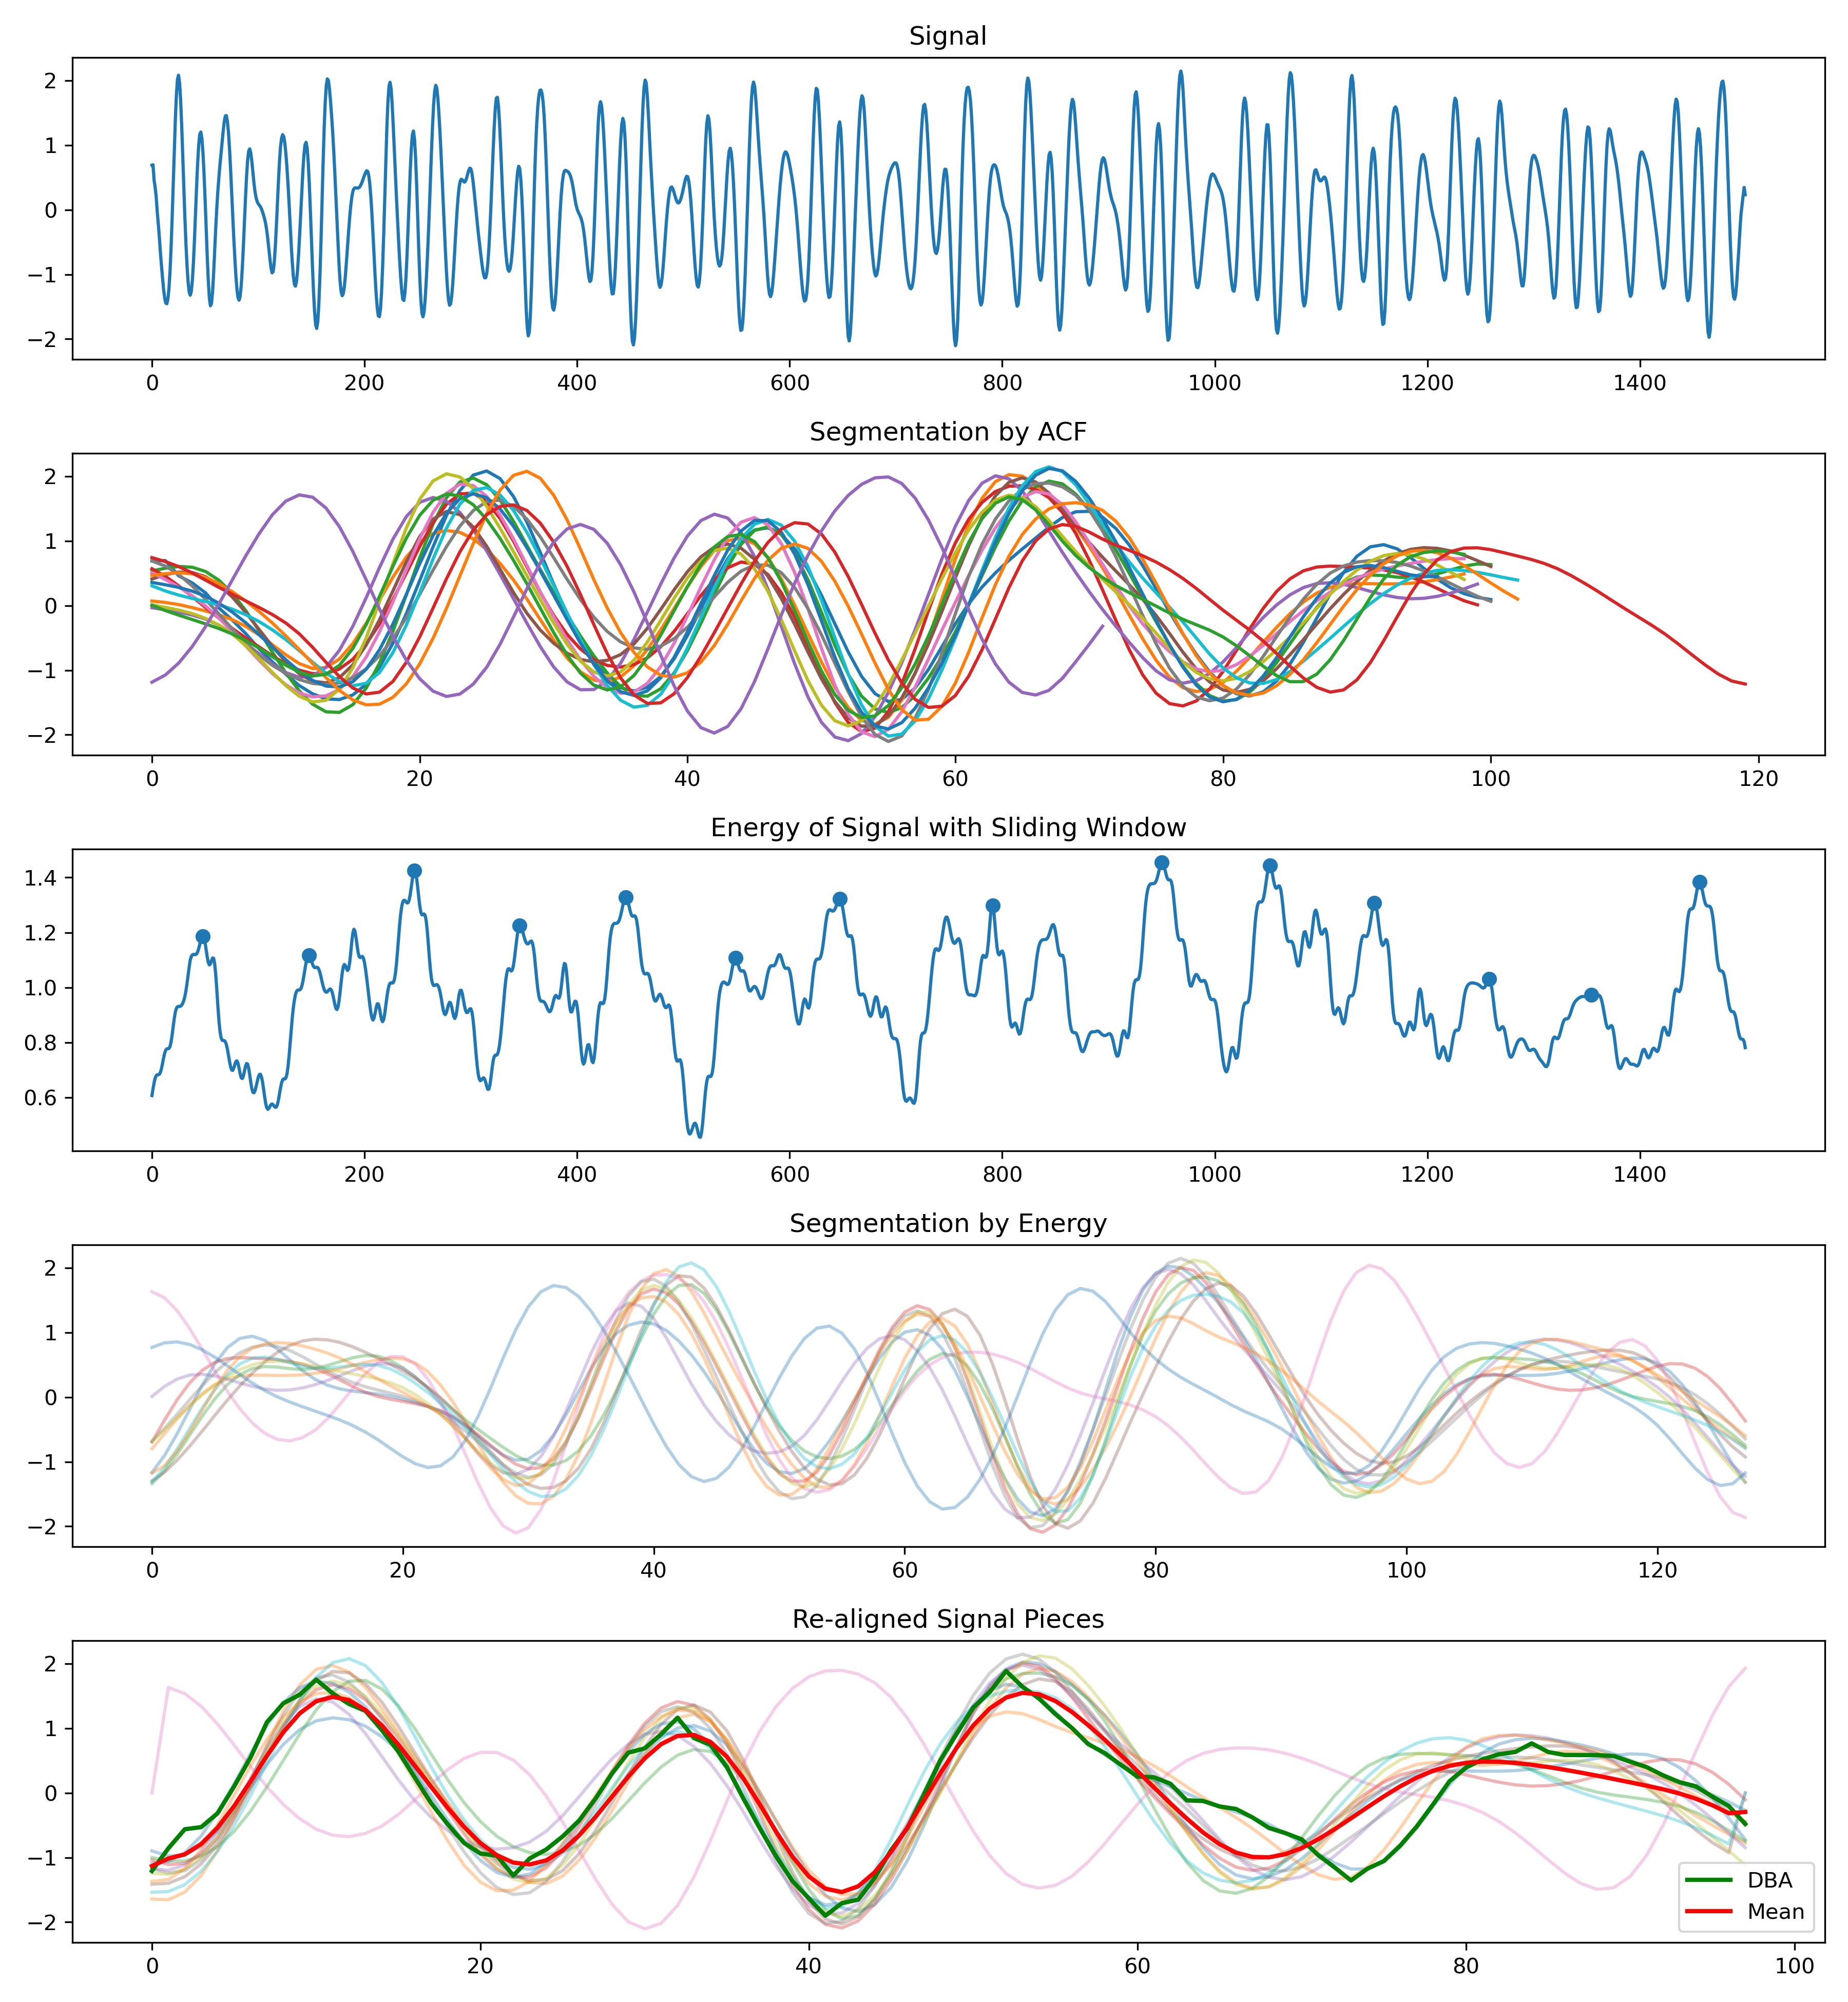 Signal
2
1
0
−1
−2
0 200 400 600 800 1000 1200 1400
Segmentation by ACF
2
1
0
−1
−2
0 20 40 60 80 100 120
Energy of Signal with Sliding Window
1.4
1.2
1.0
0.8
0.6
0 200 400 600 800 1000 1200 1400
Segmentation by Energy
2
1
0
−1
−2
0 20 40 60 80 100 120
Re-aligned Signal Pieces
2
1
0
−1
−2
DBA
Mean
0 20 40 60 80 100